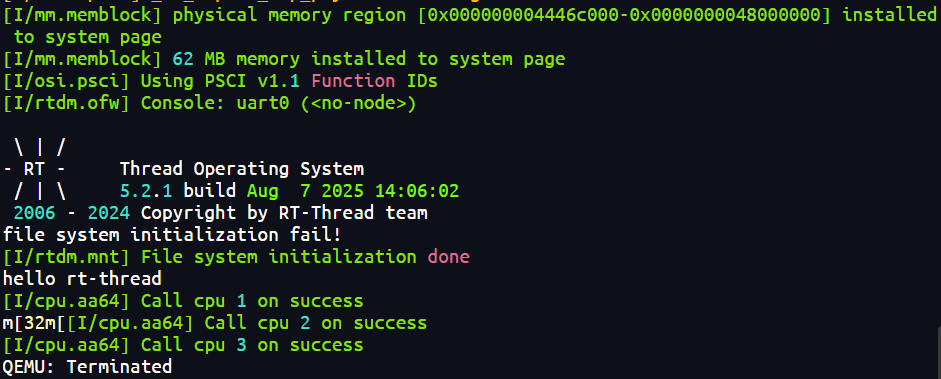 [I/mm.memblock] physical memory region [0x000000004446c000-0x0000000048000000] installed
 to system page
[I/mm.memblock] 62 MB memory installed to system page
[I/osi.psci] Using PSCI v1.1 Function IDs
[I/rtdm.ofw] Console: uart0 (<no-node>)
 \ | /
- RT -     Thread Operating System
 / | \     5.2.1 build Aug  7 2025 14:06:02
 2006 - 2024 Copyright by RT-Thread team
file system initialization fail!
[I/rtdm.mnt] File system initialization done
hello rt-thread
[I/cpu.aa64] Call cpu 1 on success
m[32m[[I/cpu.aa64] Call cpu 2 on success
[I/cpu.aa64] Call cpu 3 on success
QEMU: Terminated